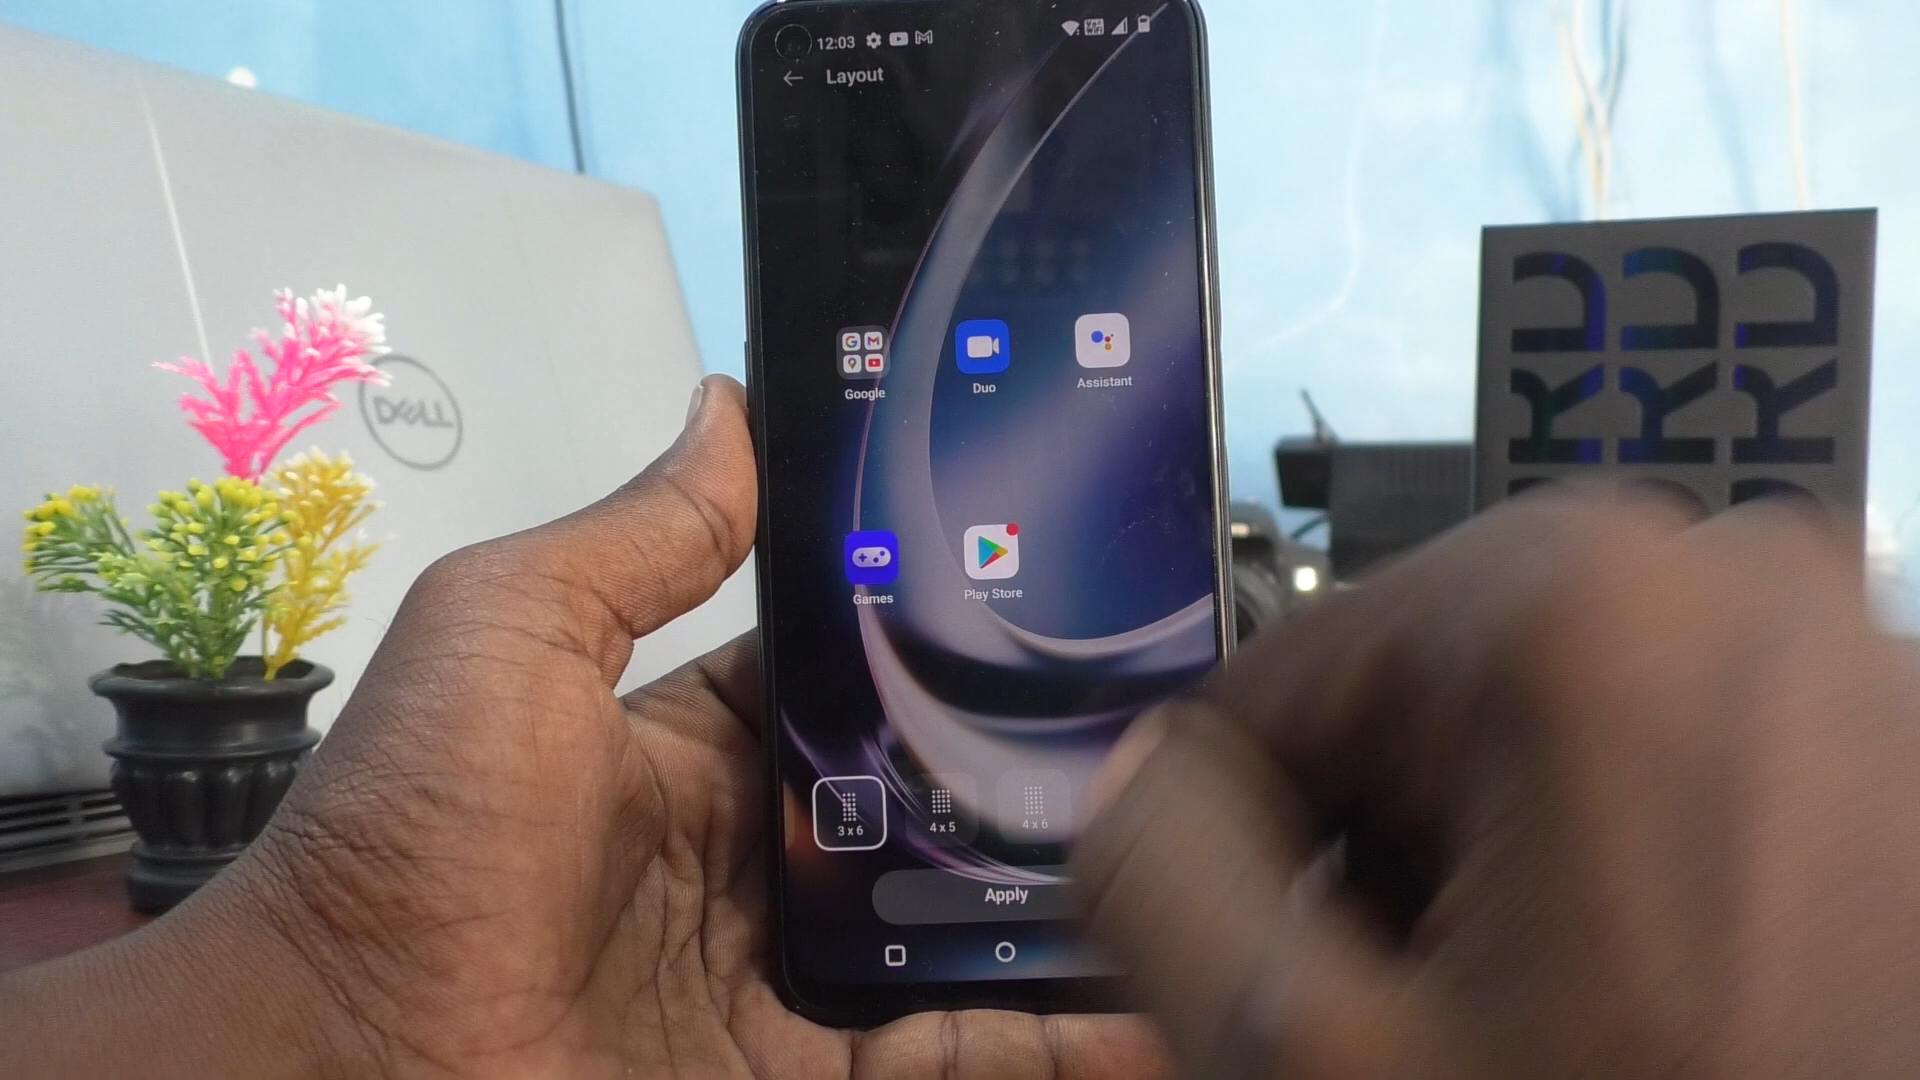 12:03
Layout
Google
Duo
Assistant
Games
Play Store
3 x 6
4 x 5
4 x 6
Apply
DELL